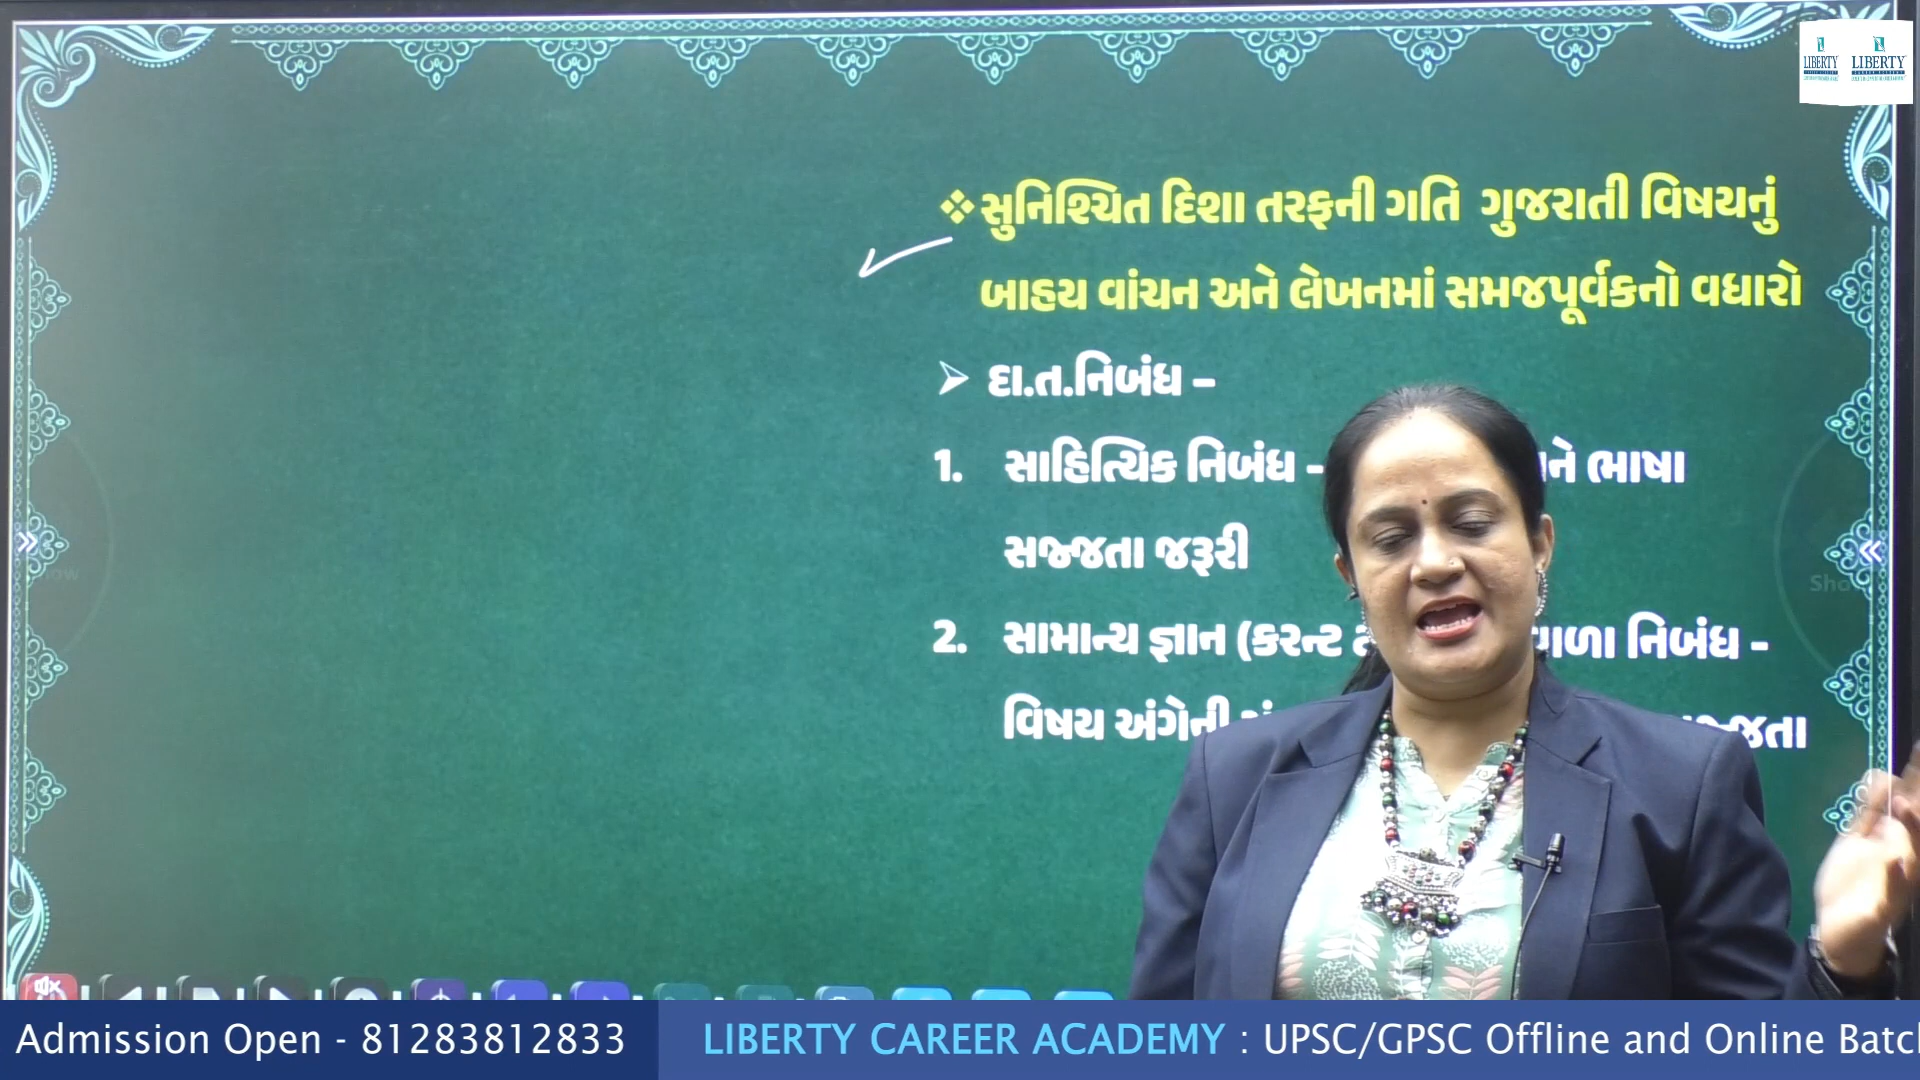 LIBERTY LIBERTY
❖ સુનિશ્ચિત દિશા તરફની ગતિ ગુજરાતી વિષયનું
બાહ્ય વાંચન અને લેખનમાં સમજપૂર્વકનો વધારો
➢ દા.ત.નિબંધ –
1. સાહિત્યિક નિબંધ – ને ભાષા
સજ્જતા જરૂરી
2. સામાન્ય જ્ઞાન (કરન્ટ વાળા નિબંધ –
વિષય અંગેની
Admission Open - 81283812833 LIBERTY CAREER ACADEMY : UPSC/GPSC Offline and Online Batc